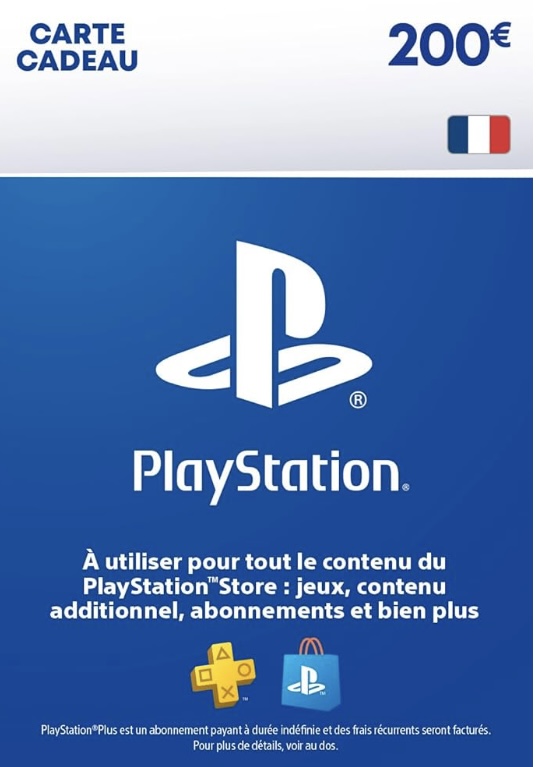 CARTE
CADEAU
200€
®
PlayStation®
À utiliser pour tout le contenu du
PlayStation™Store : jeux, contenu
additionnel, abonnements et bien plus
™
PlayStation®Plus est un abonnement payant à durée indéfinie et des frais récurrents seront facturés.
Pour plus de détails, voir au dos.